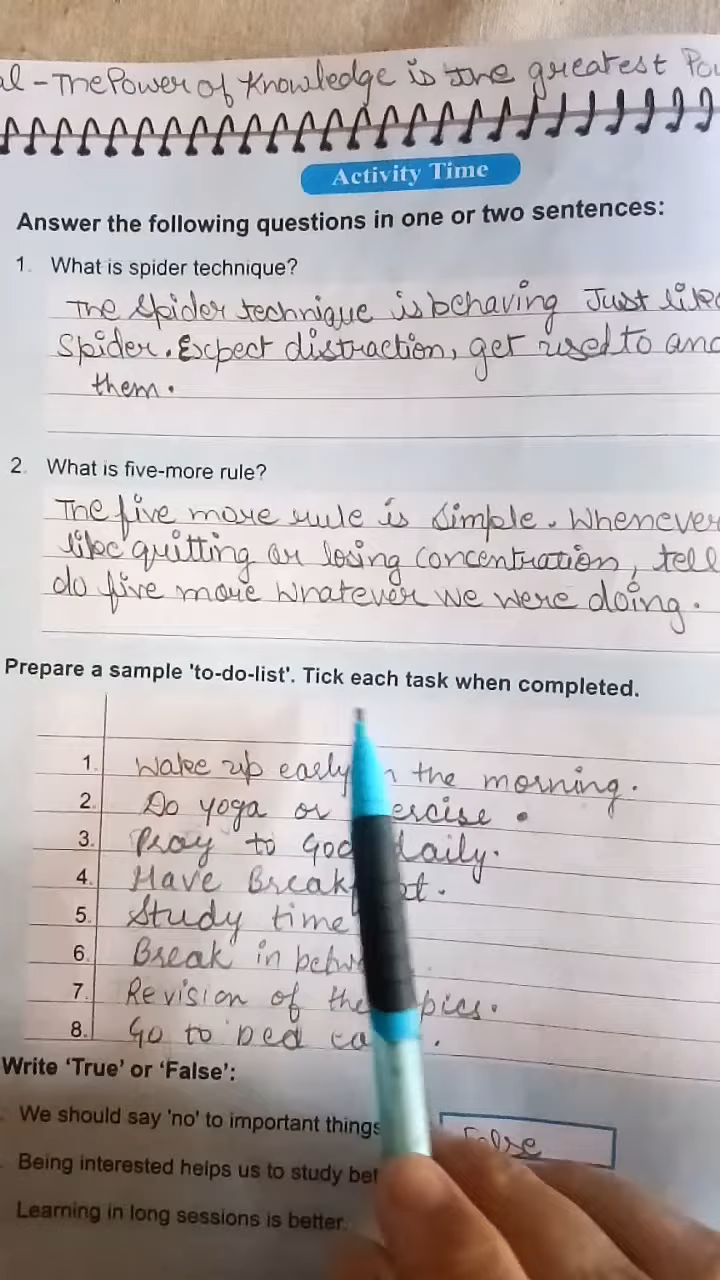 al - The Power of Knowledge is the greatest Po
Activity Time
Answer the following questions in one or two sentences:
1. What is spider technique?
The spider technique is behaving Just like
Spider. Expect distraction, get used to and
them.
2. What is five-more rule?
The five more rule is simple. Whenever
like quitting or losing concentration, tell
do five more whatever we were doing.
Prepare a sample 'to-do-list'. Tick each task when completed.
1. Wake up early the morning.
2. Do yoga or ercise.
3. Pray to God daily.
4. Have Break
5. Study time
6. Break in betw
7. Revision of the pics.
8. Go to bed
Write 'True' or 'False':
We should say 'no' to important things False
Being interested helps us to study bet
Learning in long sessions is better.